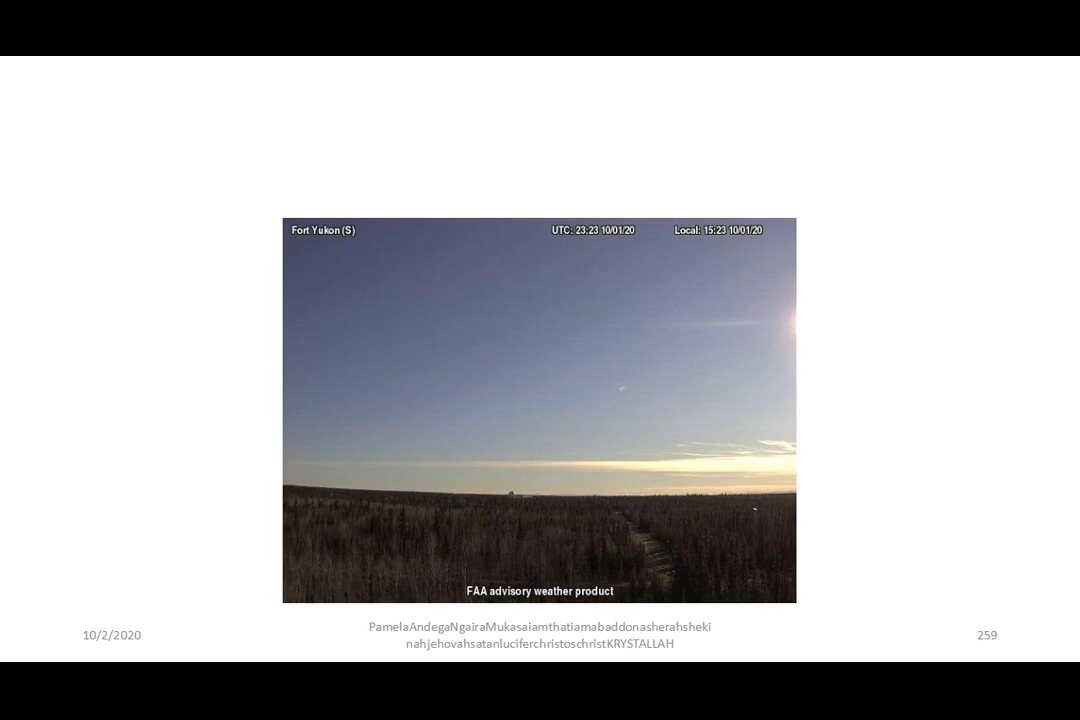 Fort Yukon (S) UTC: 23:23 10/01/20 Local: 15:23 10/01/20
FAA advisory weather product
10/2/2020
PamelaAndegaNgairaMukasaiamthatiamabaddonasherahsheki
nahjehovahsatanluciferchristoschristKRYSTALLAH
259